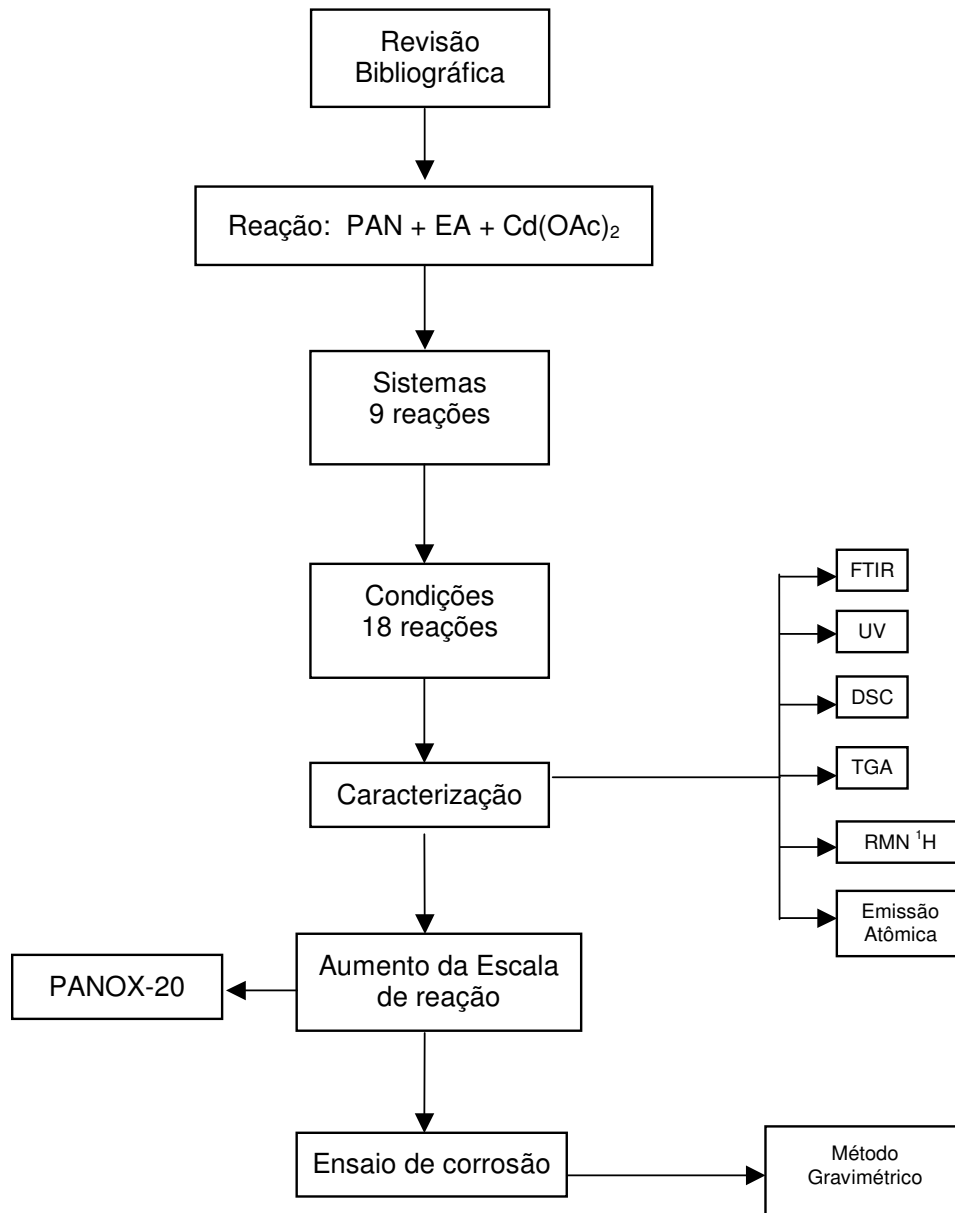 Revisão
Bibliográfica
Reação: PAN + EA + Cd(OAc)₂
Sistemas
9 reações
Condições
18 reações
Caracterização
FTIR
UV
DSC
TGA
RMN ¹H
Emissão
Atômica
Aumento da Escala
de reação
PANOX-20
Ensaio de corrosão
Método
Gravimétrico